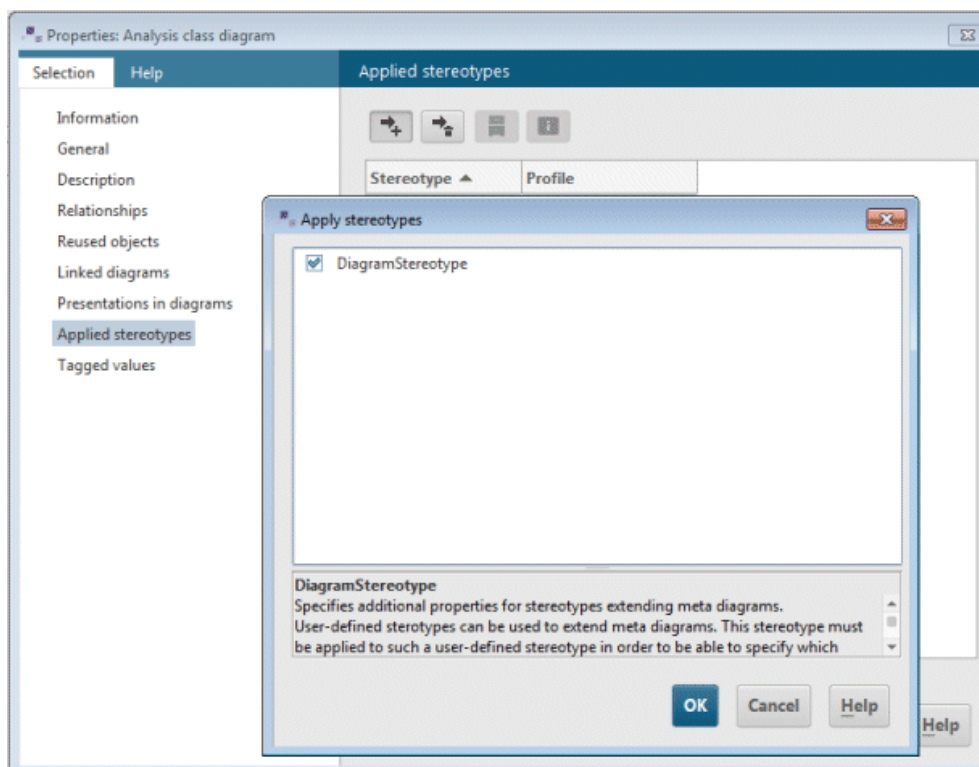 Properties: Analysis class diagram
Selection Help Applied stereotypes
Information
General
Description
Relationships
Reused objects
Linked diagrams
Presentations in diagrams
Applied stereotypes
Tagged values
Stereotype Profile
Apply stereotypes
DiagramStereotype
DiagramStereotype
Specifies additional properties for stereotypes extending meta diagrams.
User-defined sterotypes can be used to extend meta diagrams. This stereotype must
be applied to such a user-defined stereotype in order to be able to specify which
OK Cancel Help
Help